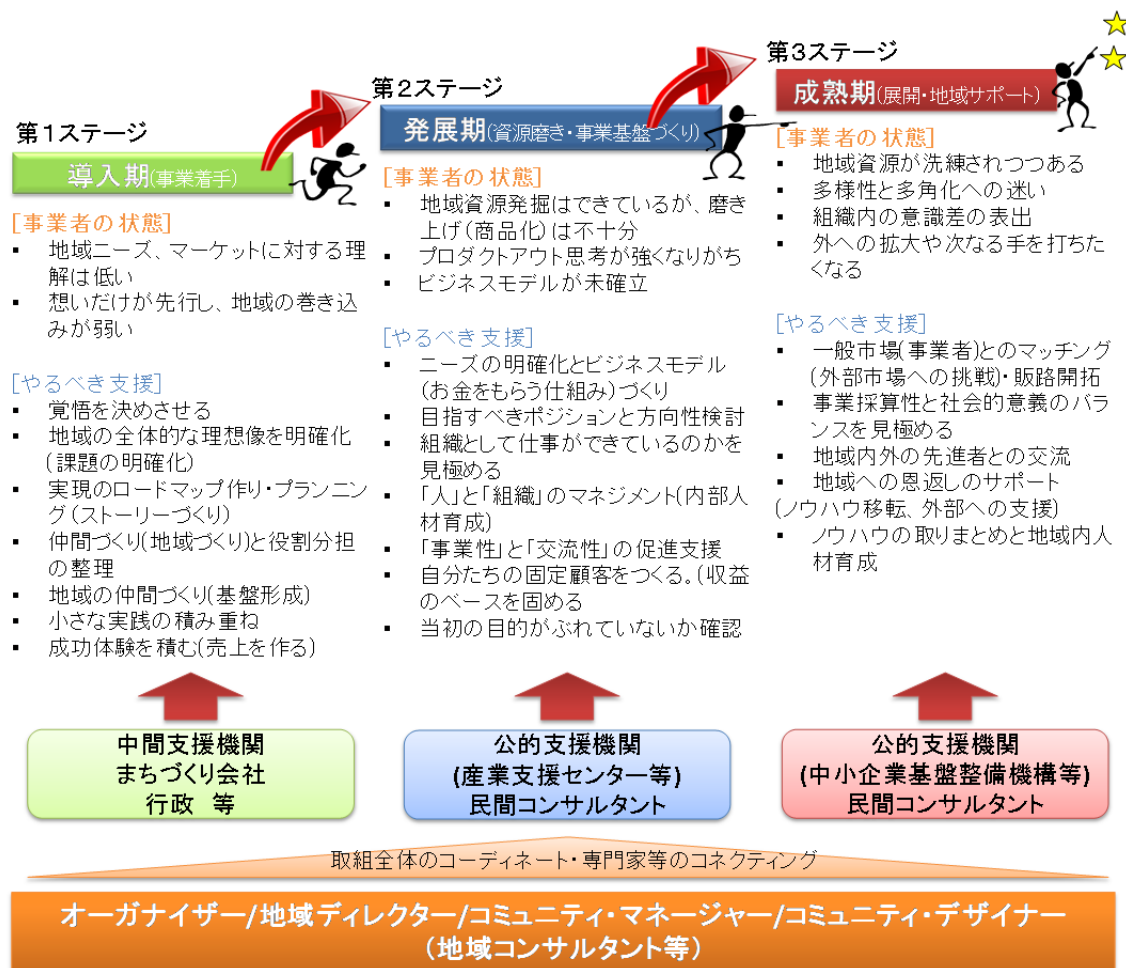 第1ステージ
導入期(事業着手)
[事業者の状態]
▪ 地域ニーズ、マーケットに対する理
解は低い
▪ 想いだけが先行し、地域の巻き込
みが弱い
[やるべき支援]
▪ 覚悟を決めさせる
▪ 地域の全体的な理想像を明確化
(課題の明確化)
▪ 実現のロードマップ作り・プランニン
グ(ストーリーづくり)
▪ 仲間づくり(地域づくり)と役割分担
の整理
▪ 地域の仲間づくり(基盤形成)
▪ 小さな実践の積み重ね
▪ 成功体験を積む(売上を作る)
中間支援機関
まちづくり会社
行政 等
第2ステージ
発展期(資源磨き・事業基盤づくり)
[事業者の状態]
▪ 地域資源発掘はできているが、磨き
上げ(商品化)は不十分
▪ プロダクトアウト思考が強くなりがち
▪ ビジネスモデルが未確立
[やるべき支援]
▪ ニーズの明確化とビジネスモデル
(お金をもらう仕組み)づくり
▪ 目指すべきポジションと方向性検討
▪ 組織として仕事ができているのかを
見極める
▪ 「人」と「組織」のマネジメント(内部人
材育成)
▪ 「事業性」と「交流性」の促進支援
▪ 自分たちの固定顧客をつくる。(収益
のベースを固める
▪ 当初の目的がぶれていないか確認
公的支援機関
(産業支援センター等)
民間コンサルタント
第3ステージ
成熟期(展開・地域サポート)
[事業者の状態]
▪ 地域資源が洗練されつつある
▪ 多様性と多角化への迷い
▪ 組織内の意識差の表出
▪ 外への拡大や次なる手を打ちた
くなる
[やるべき支援]
▪ 一般市場(事業者)とのマッチング
(外部市場への挑戦)・販路開拓
▪ 事業採算性と社会的意義のバラ
ンスを見極める
▪ 地域内外の先進者との交流
▪ 地域への恩返しのサポート
(ノウハウ移転、外部への支援)
▪ ノウハウの取りまとめと地域内人
材育成
公的支援機関
(中小企業基盤整備機構等)
民間コンサルタント
取組全体のコーディネート・専門家等のコネクティング
オーガナイザー/地域ディレクター/コミュニティ・マネージャー/コミュニティ・デザイナー
(地域コンサルタント等)